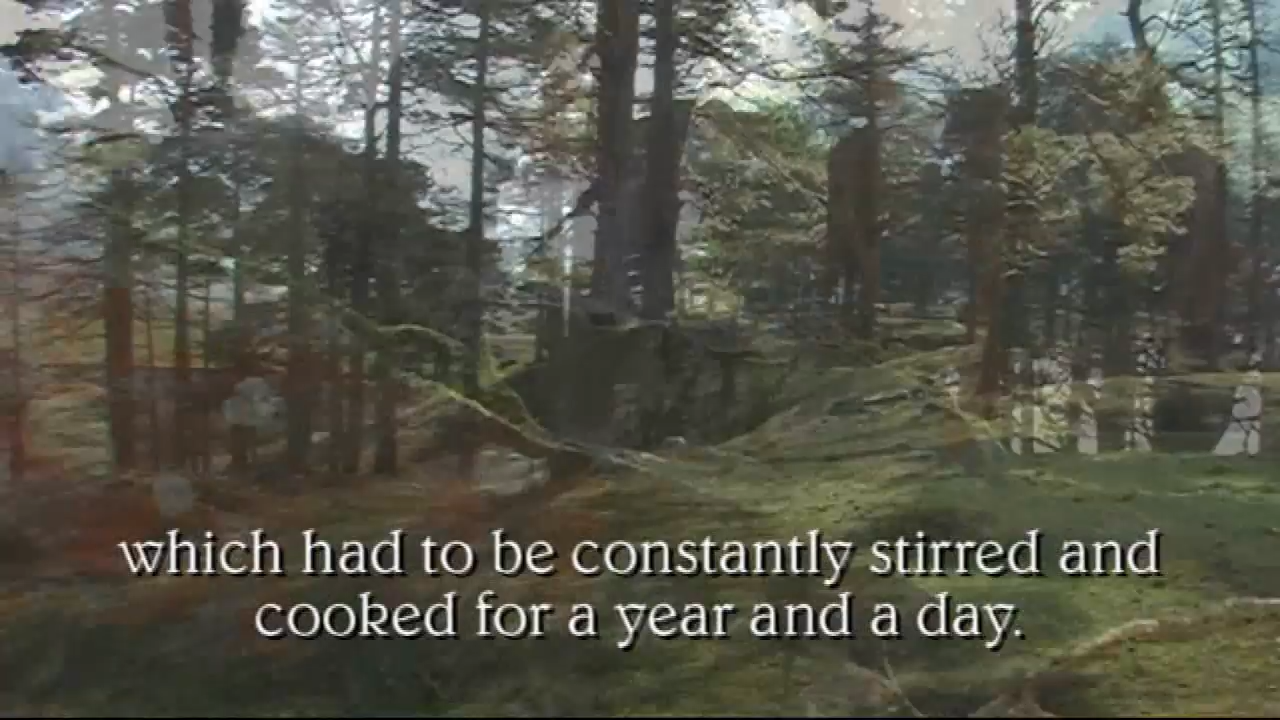 which had to be constantly stirred and
cooked for a year and a day.